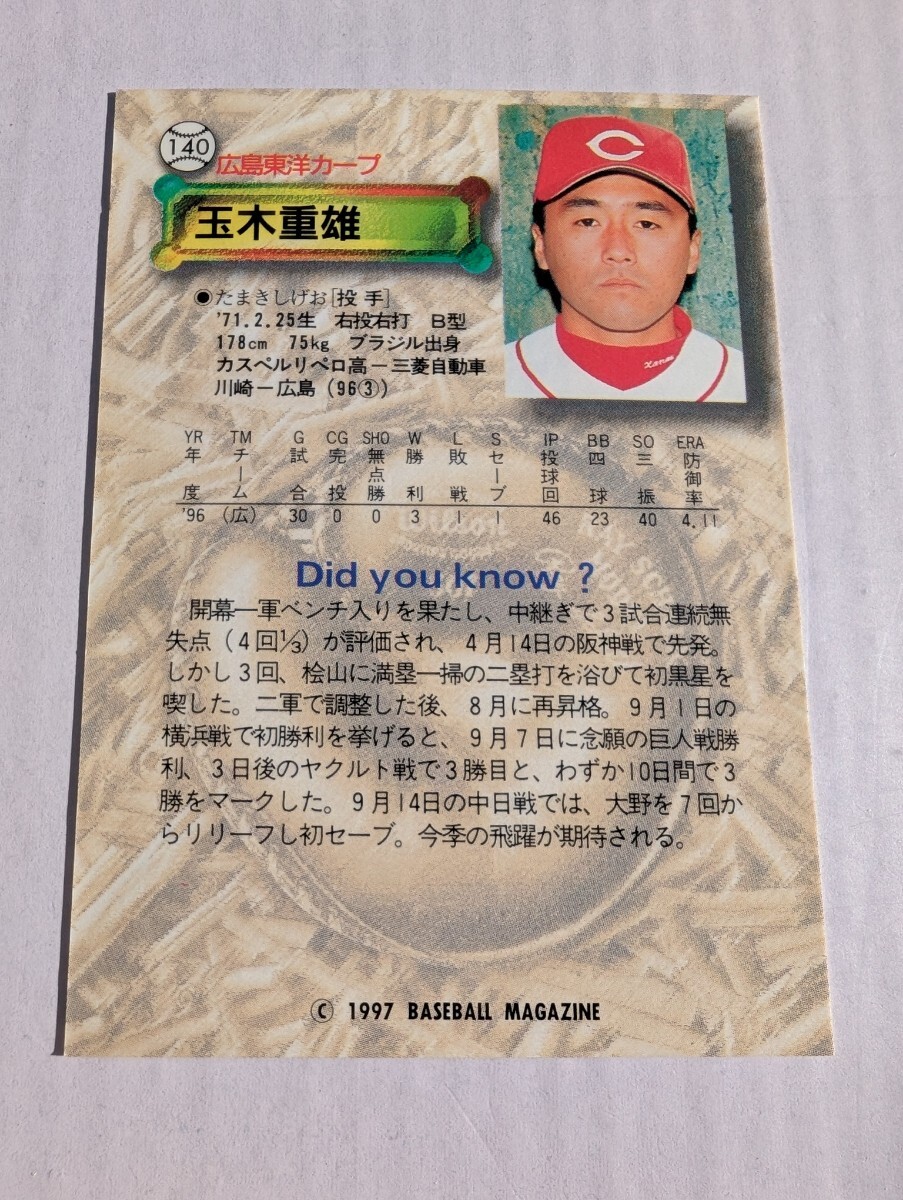 140
広島東洋カープ
玉木重雄
●たまきしげお[投手]
'71.2.25生 右投右打 B型
178cm 75kg ブラジル出身
カスペルリペロ高－三菱自動車
川崎－広島（96③）
YR TM G CG SHO W L S IP BB SO ERA
年度 チーム 試合 完投 無点勝 勝利 敗戦 セーブ 投球回 四球 三振 防御率
'96 （広） 30 0 0 3 1 1 46 23 40 4.11
Did you know ?
開幕一軍ベンチ入りを果たし、中継ぎで3試合連続無
失点（4回⅓）が評価され、4月14日の阪神戦で先発。
しかし3回、桧山に満塁一掃の二塁打を浴びて初黒星を
喫した。二軍で調整した後、8月に再昇格。9月1日の
横浜戦で初勝利を挙げると、9月7日に念願の巨人戦勝
利、3日後のヤクルト戦で3勝目と、わずか10日間で3
勝をマークした。9月14日の中日戦では、大野を7回か
らリリーフし初セーブ。今季の飛躍が期待される。
© 1997 BASEBALL MAGAZINE